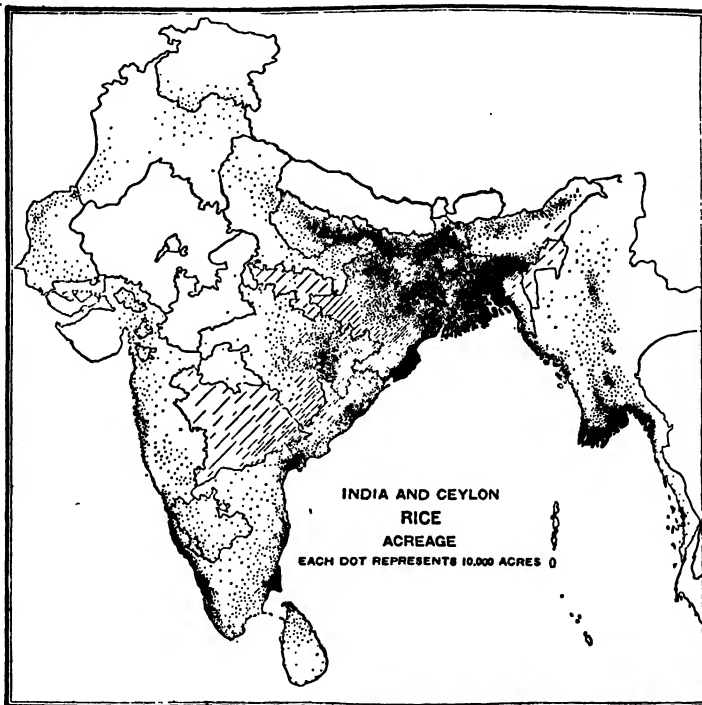 INDIA AND CEYLON
RICE
ACREAGE
EACH DOT REPRESENTS 10,000 ACRES